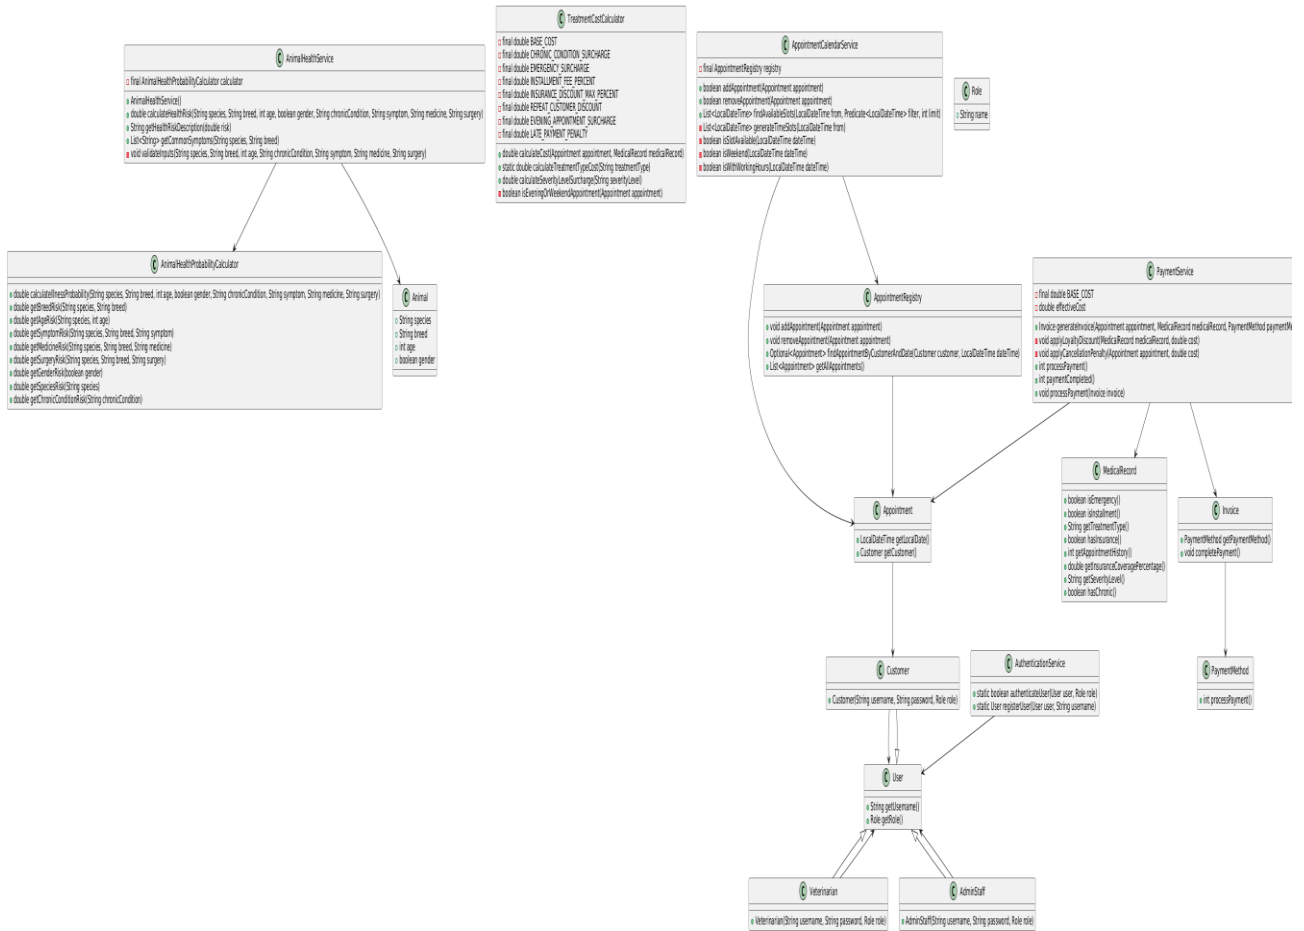 C AnimalHealthService
final AnimalHealthProbabilityCalculator calculator
AnimalHealthService()
double calculateHealthRisk(String species, String breed, int age, boolean gender, String chronicCondition, String symptom, String medicine, String surgery)
String getHealthRiskDescription(double risk)
List<String> getCommonSymptoms(String species, String breed)
void validateInputs(String species, String breed, int age, String chronicCondition, String symptom, String medicine, String surgery)
C TreatmentCostCalculator
final double BASE_COST
final double CHRONIC_CONDITION_SURCHARGE
final double EMERGENCY_SURCHARGE
final double INSTALLMENT_FEE_PERCENT
final double INSURANCE_DISCOUNT_MAX_PERCENT
final double REPEAT_CUSTOMER_DISCOUNT
final double EVENING_APPOINTMENT_SURCHARGE
final double LATE_PAYMENT_PENALTY
double calculateCost(Appointment appointment, MedicalRecord medicalRecord)
static double calculateTreatmentTypeCost(String treatmentType)
double calculateSeverityLevelSurcharge(String severityLevel)
boolean isEveningOrWeekendAppointment(Appointment appointment)
C AppointmentCalendarService
final AppointmentRegistry registry
boolean addAppointment(Appointment appointment)
boolean removeAppointment(Appointment appointment)
List<LocalDateTime> findAvailableSlots(LocalDateTime from, Predicate<LocalDateTime> filter, int limit)
List<LocalDateTime> generateTimeSlots(LocalDateTime from)
boolean isSlotAvailable(LocalDateTime dateTime)
boolean isWeekend(LocalDateTime dateTime)
boolean isWithWorkingHours(LocalDateTime dateTime)
C Role
String name
C AnimalHealthProbabilityCalculator
double calculateIllnessProbability(String species, String breed, int age, boolean gender, String chronicCondition, String symptom, String medicine, String surgery)
double getBreedRisk(String species, String breed)
double getAgeRisk(String species, int age)
double getSymptomRisk(String species, String breed, String symptom)
double getMedicineRisk(String species, String breed, String medicine)
double getSurgeryRisk(String species, String breed, String surgery)
double getGenderRisk(boolean gender)
double getSpeciesRisk(String species)
double getChronicConditionRisk(String chronicCondition)
C Animal
String species
String breed
int age
boolean gender
C AppointmentRegistry
void addAppointment(Appointment appointment)
void removeAppointment(Appointment appointment)
Optional<Appointment> findAppointmentByCustomerAndDate(Customer customer, LocalDateTime dateTime)
List<Appointment> getAllAppointments()
C PaymentService
final double BASE_COST
double effectiveCost
Invoice generateInvoice(Appointment appointment, MedicalRecord medicalRecord, PaymentMethod paymentMe
void applyLoyaltyDiscount(MedicalRecord medicalRecord, double cost)
void applyCancellationPenalty(Appointment appointment, double cost)
int processPayment()
int paymentCompleted()
void processPayment(Invoice invoice)
C Appointment
LocalDateTime getLocalDate()
Customer getCustomer()
C MedicalRecord
boolean isEmergency()
boolean isInstallment()
String getTreatmentType()
boolean hasInsurance()
int getAppointmentHistory()
double getInsuranceCoveragePercentage()
String getSeverityLevel()
boolean hasChronic()
C Invoice
PaymentMethod getPaymentMethod()
void completePayment()
C Customer
Customer(String username, String password, Role role)
C AuthenticationService
static boolean authenticateUser(User user, Role role)
static User registerUser(User user, String username)
C PaymentMethod
int processPayment()
C User
String getUsername()
Role getRole()
C Veterinarian
Veterinarian(String username, String password, Role role)
C AdminStaff
AdminStaff(String username, String password, Role role)